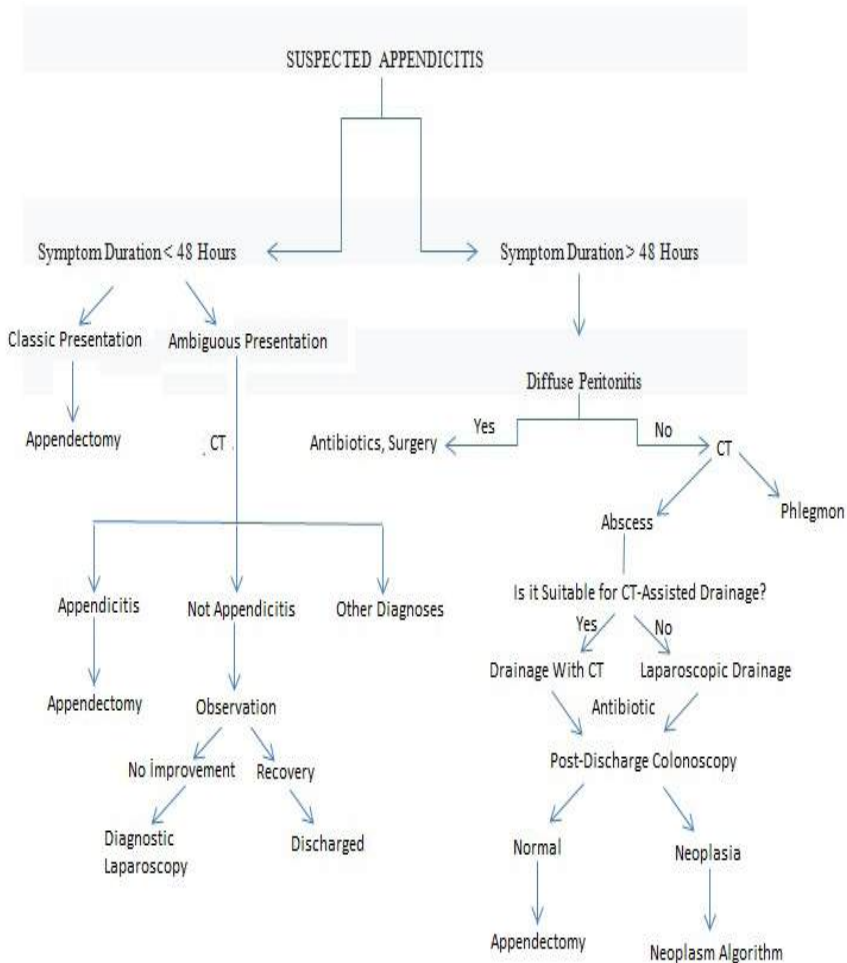 SUSPECTED APPENDICITIS
Symptom Duration < 48 Hours
Symptom Duration > 48 Hours
Classic Presentation
Ambiguous Presentation
Diffuse Peritonitis
Appendectomy
CT
Antibiotics, Surgery
Yes
No
CT
Abscess
Phlegmon
Appendicitis
Not Appendicitis
Other Diagnoses
Is it Suitable for CT-Assisted Drainage?
Yes
No
Drainage With CT
Laparoscopic Drainage
Appendectomy
Observation
Antibiotic
No İmprovement
Recovery
Post-Discharge Colonoscopy
Diagnostic
Laparoscopy
Discharged
Normal
Neoplasia
Appendectomy
Neoplasm Algorithm